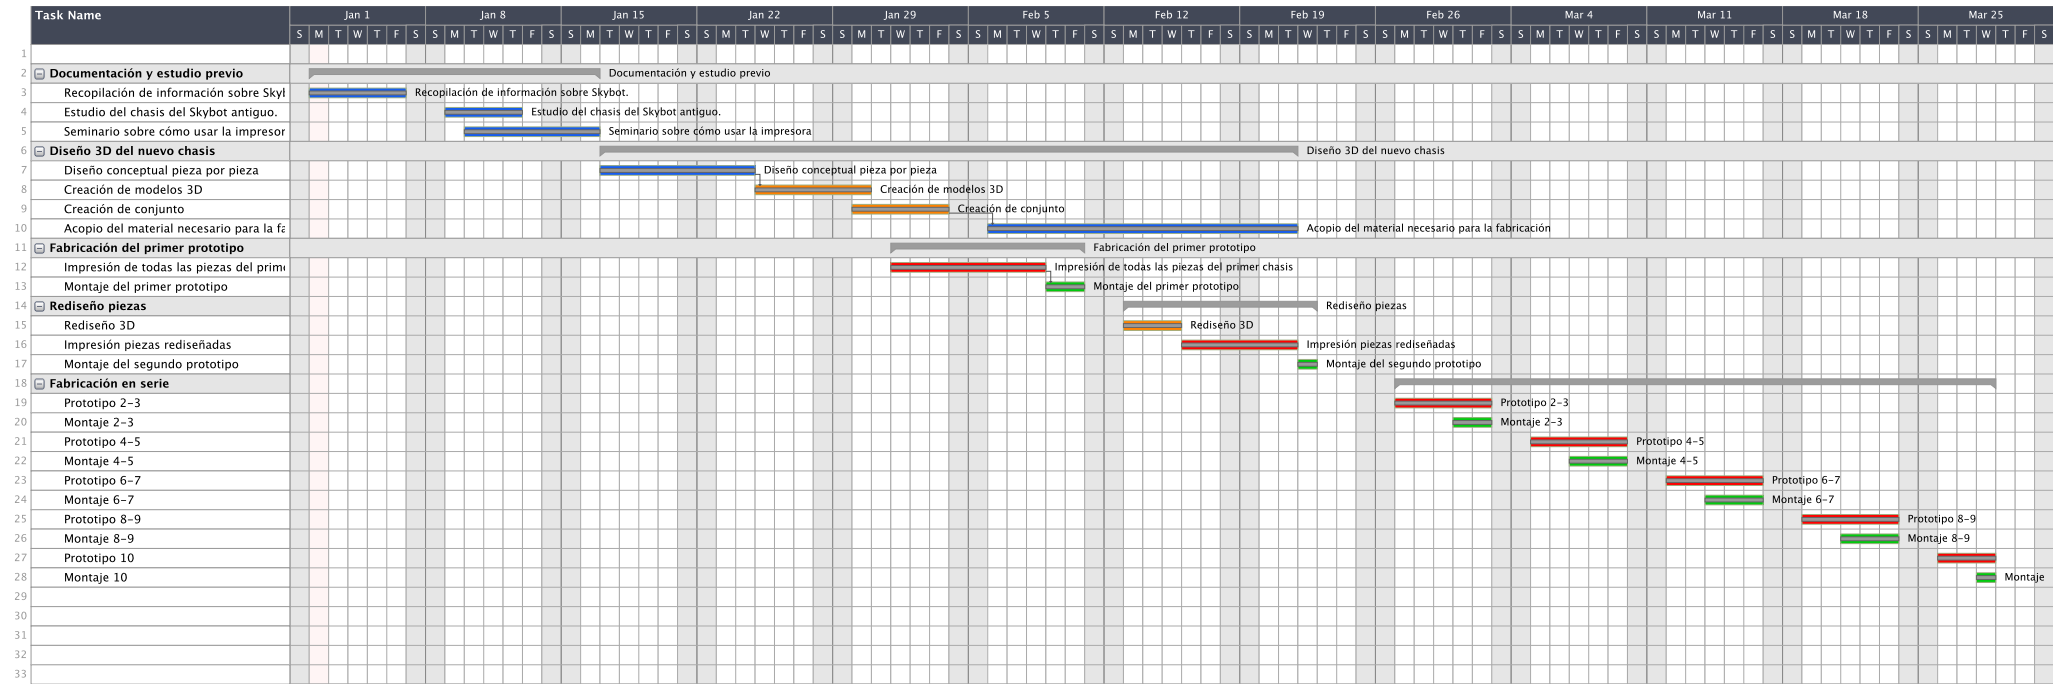 Task Name Jan 1 Jan 8 Jan 15 Jan 22 Jan 29 Feb 5 Feb 12 Feb 19 Feb 26 Mar 4 Mar 11 Mar 18 Mar 25
S M T W T F S S M T W T F S S M T W T F S S M T W T F S S M T W T F S S M T W T F S S M T W T F S S M T W T F S S M T W T F S S M T W T F S S M T W T F S S M T W T F S S M T W T F S
1
2 Documentación y estudio previo Documentación y estudio previo
3 Recopilación de información sobre Skyl Recopilación de información sobre Skybot.
4 Estudio del chasis del Skybot antiguo. Estudio del chasis del Skybot antiguo.
5 Seminario sobre cómo usar la impresor Seminario sobre cómo usar la impresora
6 Diseño 3D del nuevo chasis Diseño 3D del nuevo chasis
7 Diseño conceptual pieza por pieza Diseño conceptual pieza por pieza
8 Creación de modelos 3D Creación de modelos 3D
9 Creación de conjunto Creación de conjunto
10 Acopio del material necesario para la fa Acopio del material necesario para la fabricación
11 Fabricación del primer prototipo Fabricación del primer prototipo
12 Impresión de todas las piezas del prime Impresión de todas las piezas del primer chasis
13 Montaje del primer prototipo Montaje del primer prototipo
14 Rediseño piezas Rediseño piezas
15 Rediseño 3D Rediseño 3D
16 Impresión piezas rediseñadas Impresión piezas rediseñadas
17 Montaje del segundo prototipo Montaje del segundo prototipo
18 Fabricación en serie
19 Prototipo 2-3 Prototipo 2-3
20 Montaje 2-3 Montaje 2-3
21 Prototipo 4-5 Prototipo 4-5
22 Montaje 4-5 Montaje 4-5
23 Prototipo 6-7 Prototipo 6-7
24 Montaje 6-7 Montaje 6-7
25 Prototipo 8-9 Prototipo 8-9
26 Montaje 8-9 Montaje 8-9
27 Prototipo 10
28 Montaje 10 Montaje
29
30
31
32
33